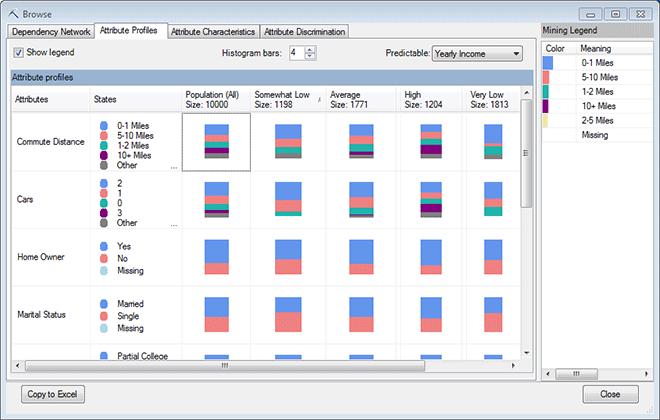 Browse
Dependency Network Attribute Profiles Attribute Characteristics Attribute Discrimination
Show legend Histogram bars: 4 Predictable: Yearly Income
Attribute profiles
Attributes States Population (All) Somewhat Low Average High Very Low
Size: 10000 Size: 1198 Size: 1771 Size: 1204 Size: 1813
Commute Distance
0-1 Miles
5-10 Miles
1-2 Miles
10+ Miles
Other ...
Cars
2
1
0
3
Other ...
Home Owner
Yes
No
Missing
Marital Status
Married
Single
Missing
Partial College
Mining Legend
Color Meaning
0-1 Miles
5-10 Miles
1-2 Miles
10+ Miles
2-5 Miles
Missing
Copy to Excel
Close